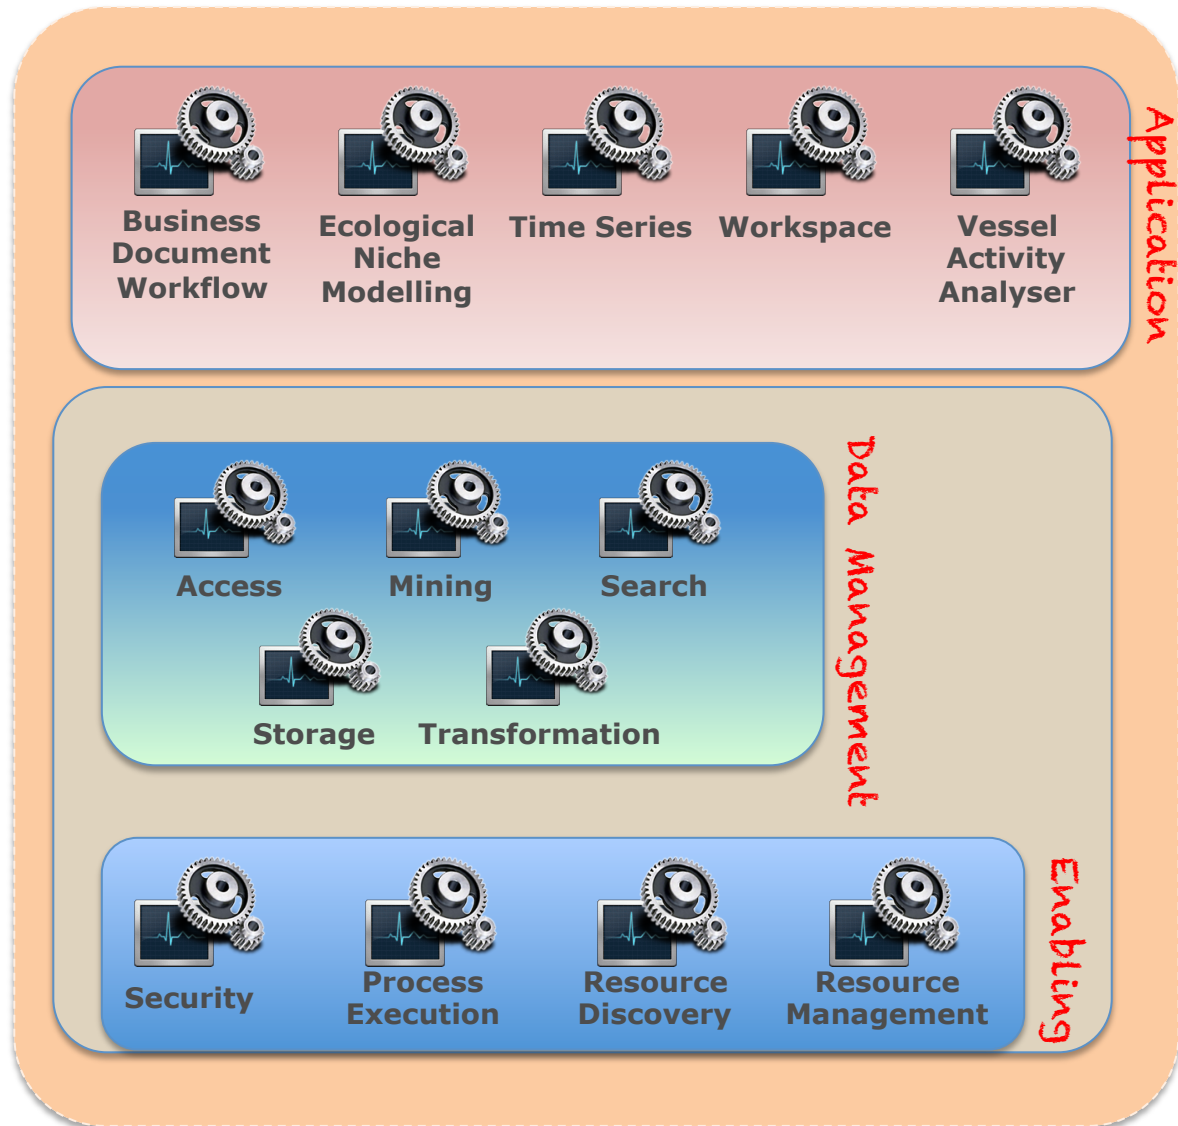 Business
Document
Workflow
Ecological
Niche
Modelling
Time Series
Workspace
Vessel
Activity
Analyser
Application
Access
Mining
Search
Storage
Transformation
Data Management
Security
Process
Execution
Resource
Discovery
Resource
Management
Enabling